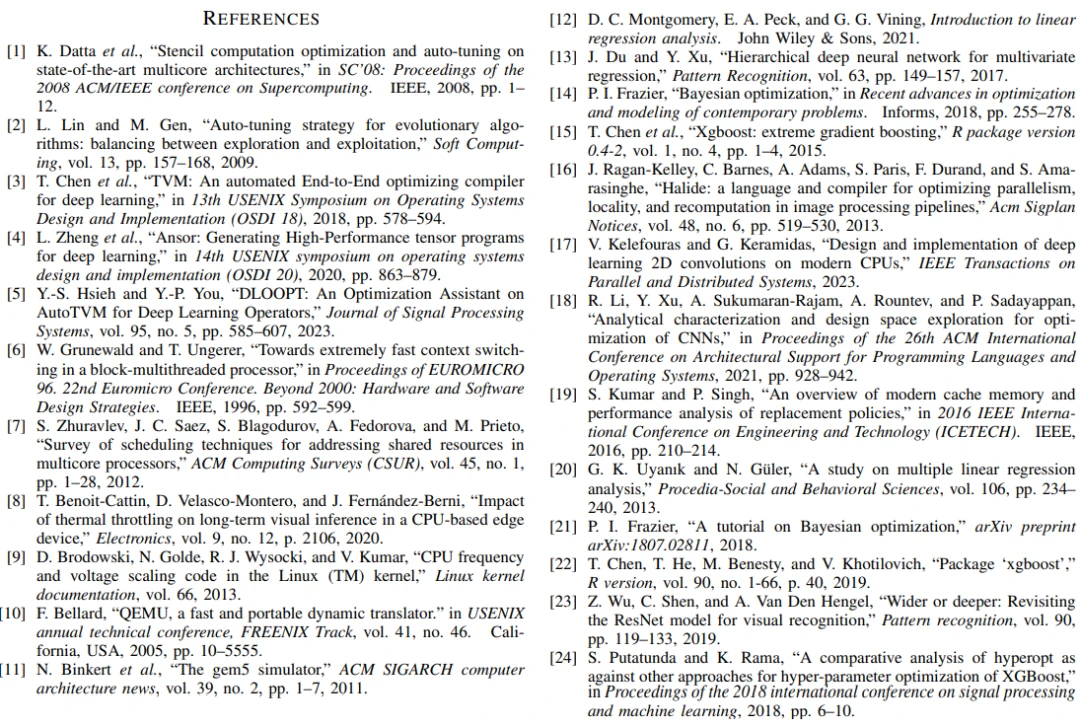 REFERENCES
[1] K. Datta et al., “Stencil computation optimization and auto-tuning on
state-of-the-art multicore architectures,” in SC’08: Proceedings of the
2008 ACM/IEEE conference on Supercomputing. IEEE, 2008, pp. 1–
12.
[2] L. Lin and M. Gen, “Auto-tuning strategy for evolutionary algo-
rithms: balancing between exploration and exploitation,” Soft Comput-
ing, vol. 13, pp. 157–168, 2009.
[3] T. Chen et al., “TVM: An automated End-to-End optimizing compiler
for deep learning,” in 13th USENIX Symposium on Operating Systems
Design and Implementation (OSDI 18), 2018, pp. 578–594.
[4] L. Zheng et al., “Ansor: Generating High-Performance tensor programs
for deep learning,” in 14th USENIX symposium on operating systems
design and implementation (OSDI 20), 2020, pp. 863–879.
[5] Y.-S. Hsieh and Y.-P. You, “DLOOPT: An Optimization Assistant on
AutoTVM for Deep Learning Operators,” Journal of Signal Processing
Systems, vol. 95, no. 5, pp. 585–607, 2023.
[6] W. Grunewald and T. Ungerer, “Towards extremely fast context switch-
ing in a block-multithreaded processor,” in Proceedings of EUROMICRO
96. 22nd Euromicro Conference. Beyond 2000: Hardware and Software
Design Strategies. IEEE, 1996, pp. 592–599.
[7] S. Zhuravlev, J. C. Saez, S. Blagodurov, A. Fedorova, and M. Prieto,
“Survey of scheduling techniques for addressing shared resources in
multicore processors,” ACM Computing Surveys (CSUR), vol. 45, no. 1,
pp. 1–28, 2012.
[8] T. Benoit-Cattin, D. Velasco-Montero, and J. Fernández-Berni, “Impact
of thermal throttling on long-term visual inference in a CPU-based edge
device,” Electronics, vol. 9, no. 12, p. 2106, 2020.
[9] D. Brodowski, N. Golde, R. J. Wysocki, and V. Kumar, “CPU frequency
and voltage scaling code in the Linux (TM) kernel,” Linux kernel
documentation, vol. 66, 2013.
[10] F. Bellard, “QEMU, a fast and portable dynamic translator.” in USENIX
annual technical conference, FREENIX Track, vol. 41, no. 46. Cali-
fornia, USA, 2005, pp. 10–5555.
[11] N. Binkert et al., “The gem5 simulator,” ACM SIGARCH computer
architecture news, vol. 39, no. 2, pp. 1–7, 2011.
[12] D. C. Montgomery, E. A. Peck, and G. G. Vining, Introduction to linear
regression analysis. John Wiley & Sons, 2021.
[13] J. Du and Y. Xu, “Hierarchical deep neural network for multivariate
regression,” Pattern Recognition, vol. 63, pp. 149–157, 2017.
[14] P. I. Frazier, “Bayesian optimization,” in Recent advances in optimization
and modeling of contemporary problems. Informs, 2018, pp. 255–278.
[15] T. Chen et al., “Xgboost: extreme gradient boosting,” R package version
0.4-2, vol. 1, no. 4, pp. 1–4, 2015.
[16] J. Ragan-Kelley, C. Barnes, A. Adams, S. Paris, F. Durand, and S. Ama-
rasinghe, “Halide: a language and compiler for optimizing parallelism,
locality, and recomputation in image processing pipelines,” Acm Sigplan
Notices, vol. 48, no. 6, pp. 519–530, 2013.
[17] V. Kelefouras and G. Keramidas, “Design and implementation of deep
learning 2D convolutions on modern CPUs,” IEEE Transactions on
Parallel and Distributed Systems, 2023.
[18] R. Li, Y. Xu, A. Sukumaran-Rajam, A. Rountev, and P. Sadayappan,
“Analytical characterization and design space exploration for opti-
mization of CNNs,” in Proceedings of the 26th ACM International
Conference on Architectural Support for Programming Languages and
Operating Systems, 2021, pp. 928–942.
[19] S. Kumar and P. Singh, “An overview of modern cache memory and
performance analysis of replacement policies,” in 2016 IEEE Interna-
tional Conference on Engineering and Technology (ICETECH). IEEE,
2016, pp. 210–214.
[20] G. K. Uyanık and N. Güler, “A study on multiple linear regression
analysis,” Procedia-Social and Behavioral Sciences, vol. 106, pp. 234–
240, 2013.
[21] P. I. Frazier, “A tutorial on Bayesian optimization,” arXiv preprint
arXiv:1807.02811, 2018.
[22] T. Chen, T. He, M. Benesty, and V. Khotilovich, “Package ‘xgboost’,”
R version, vol. 90, no. 1-66, p. 40, 2019.
[23] Z. Wu, C. Shen, and A. Van Den Hengel, “Wider or deeper: Revisiting
the ResNet model for visual recognition,” Pattern recognition, vol. 90,
pp. 119–133, 2019.
[24] S. Putatunda and K. Rama, “A comparative analysis of hyperopt as
against other approaches for hyper-parameter optimization of XGBoost,”
in Proceedings of the 2018 international conference on signal processing
and machine learning, 2018, pp. 6–10.